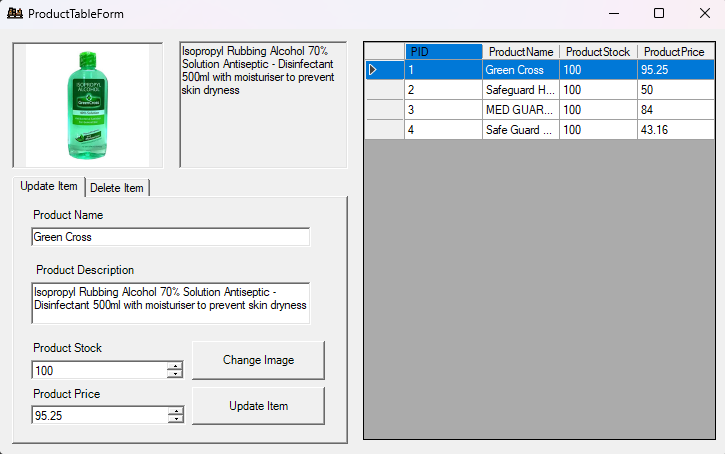 ProductTableForm
ISOPROPYL
ALCOHOL
GreenCross
Isopropyl Rubbing Alcohol 70%
Solution Antiseptic - Disinfectant
500ml with moisturiser to prevent
skin dryness
PID ProductName ProductStock ProductPrice
1 Green Cross 100 95.25
2 Safeguard H... 100 50
3 MED GUAR... 100 84
4 Safe Guard ... 100 43.16
Update Item Delete Item
Product Name
Green Cross
Product Description
Isopropyl Rubbing Alcohol 70% Solution Antiseptic -
Disinfectant 500ml with moisturiser to prevent skin dryness
Product Stock
100
Change Image
Product Price
95.25
Update Item